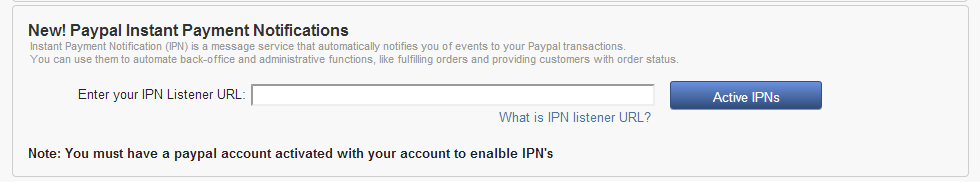 New! Paypal Instant Payment Notifications
Instant Payment Notification (IPN) is a message service that automatically notifies you of events to your Paypal transactions.
You can use them to automate back-office and administrative functions, like fulfilling orders and providing customers with order status.
Enter your IPN Listener URL: Active IPNs
What is IPN listener URL?
Note: You must have a paypal account activated with your account to enalble IPN's